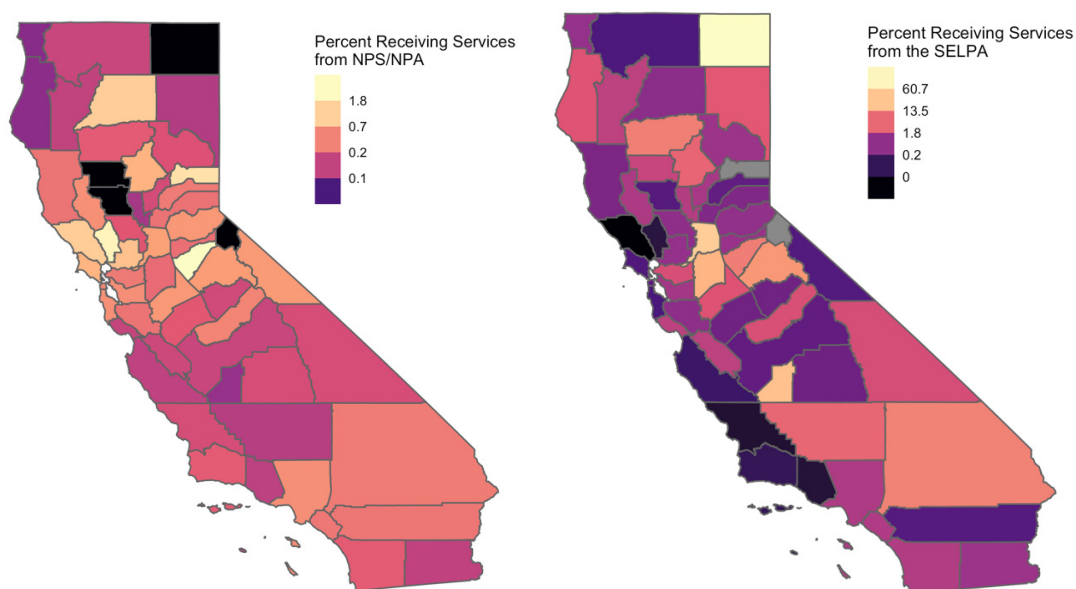 Percent Receiving Services
from NPS/NPA
1.8
0.7
0.2
0.1
Percent Receiving Services
from the SELPA
60.7
13.5
1.8
0.2
0